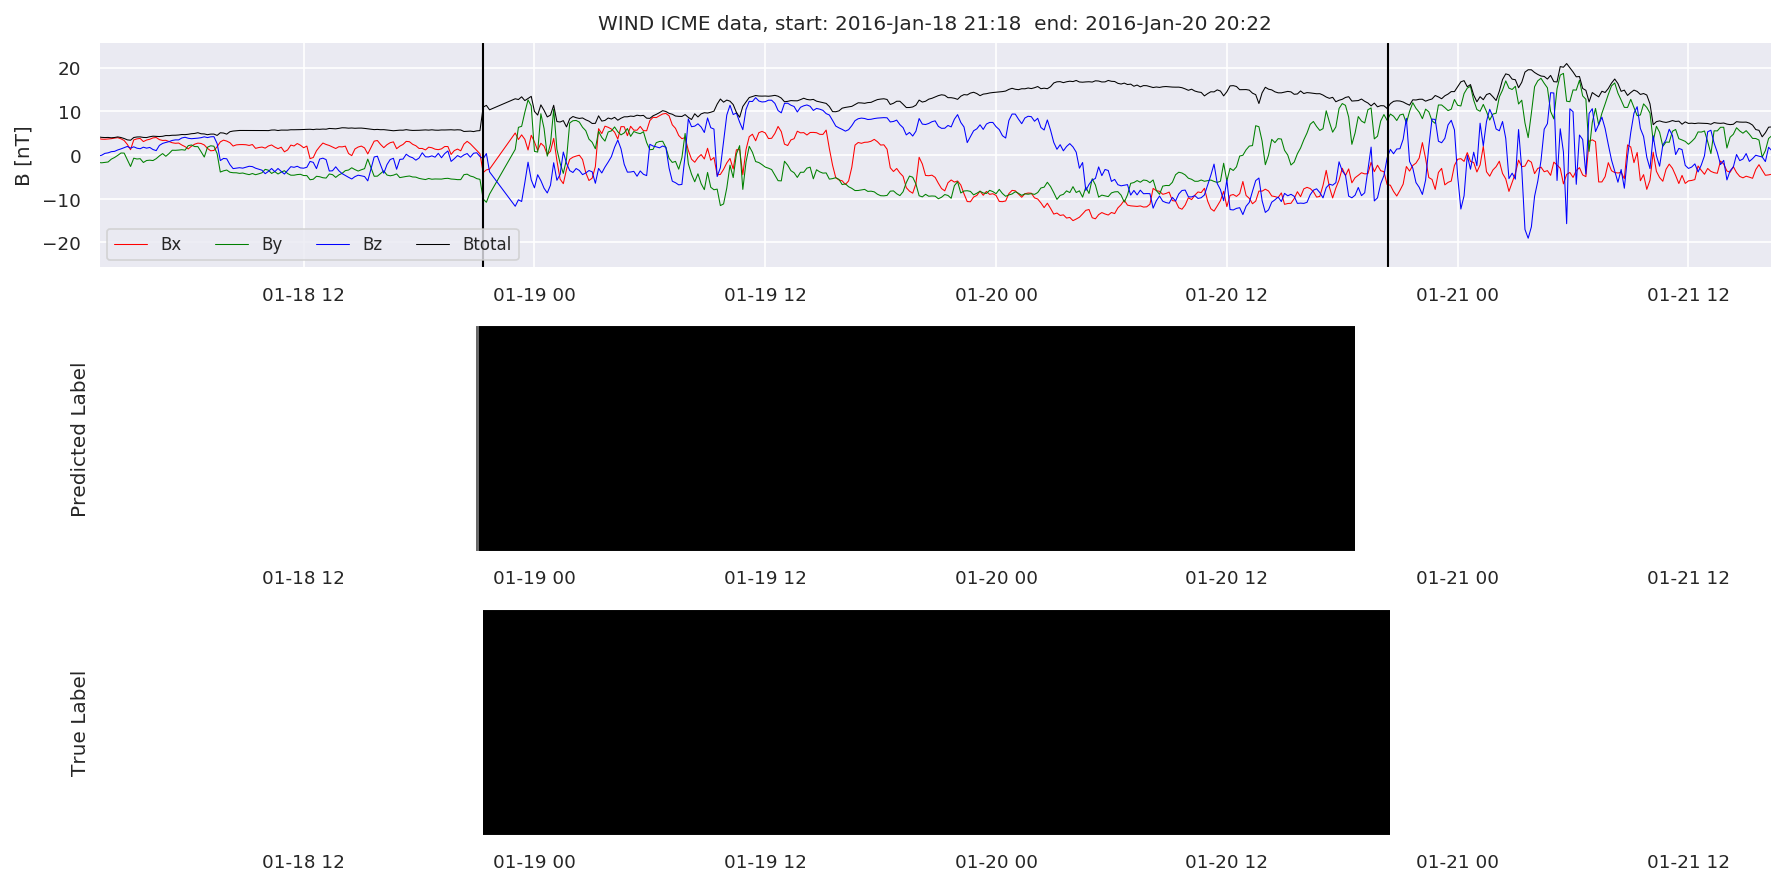 WIND ICME data, start: 2016-Jan-18 21:18  end: 2016-Jan-20 20:22
B [nT]
20
10
0
−10
−20
Bx By Bz Btotal
01-18 12 01-19 00 01-19 12 01-20 00 01-20 12 01-21 00 01-21 12
Predicted Label
01-18 12 01-19 00 01-19 12 01-20 00 01-20 12 01-21 00 01-21 12
True Label
01-18 12 01-19 00 01-19 12 01-20 00 01-20 12 01-21 00 01-21 12